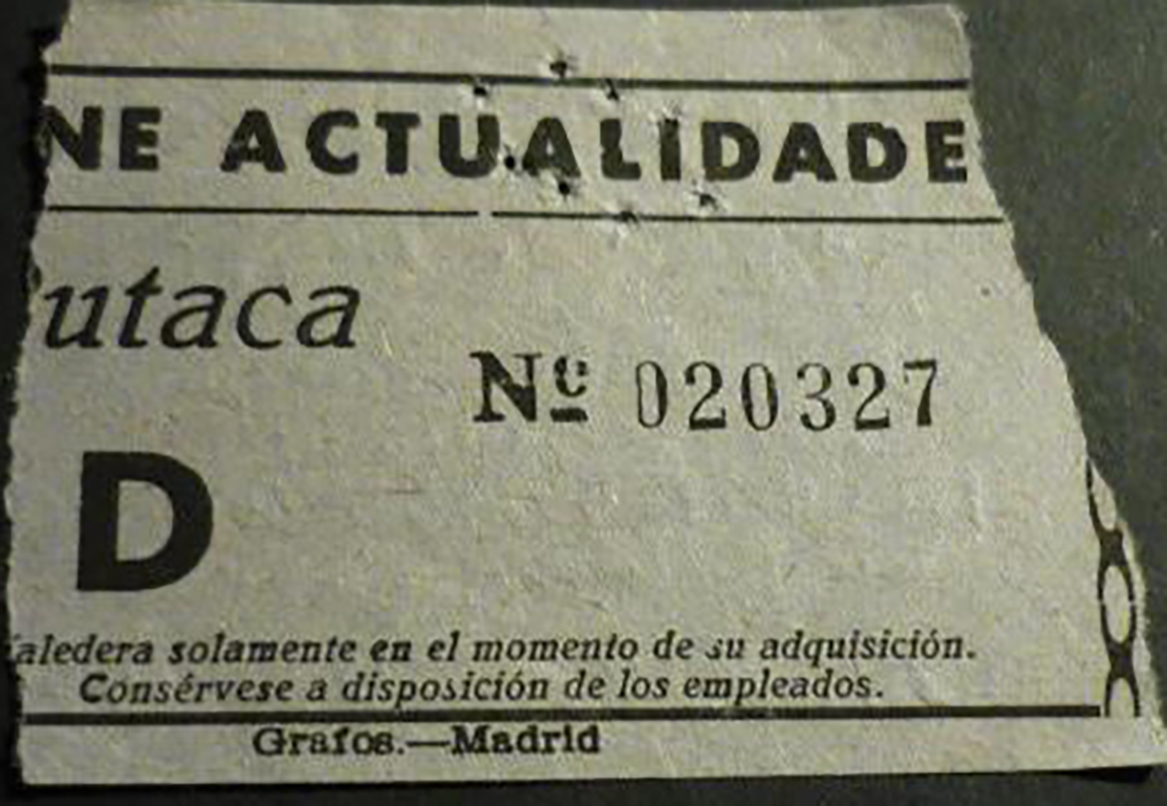 NE ACTUALIDADE
utaca
Nº 020327
D
aledera solamente en el momento de su adquisición.
Consérvese a disposición de los empleados.
Grafos.—Madrid